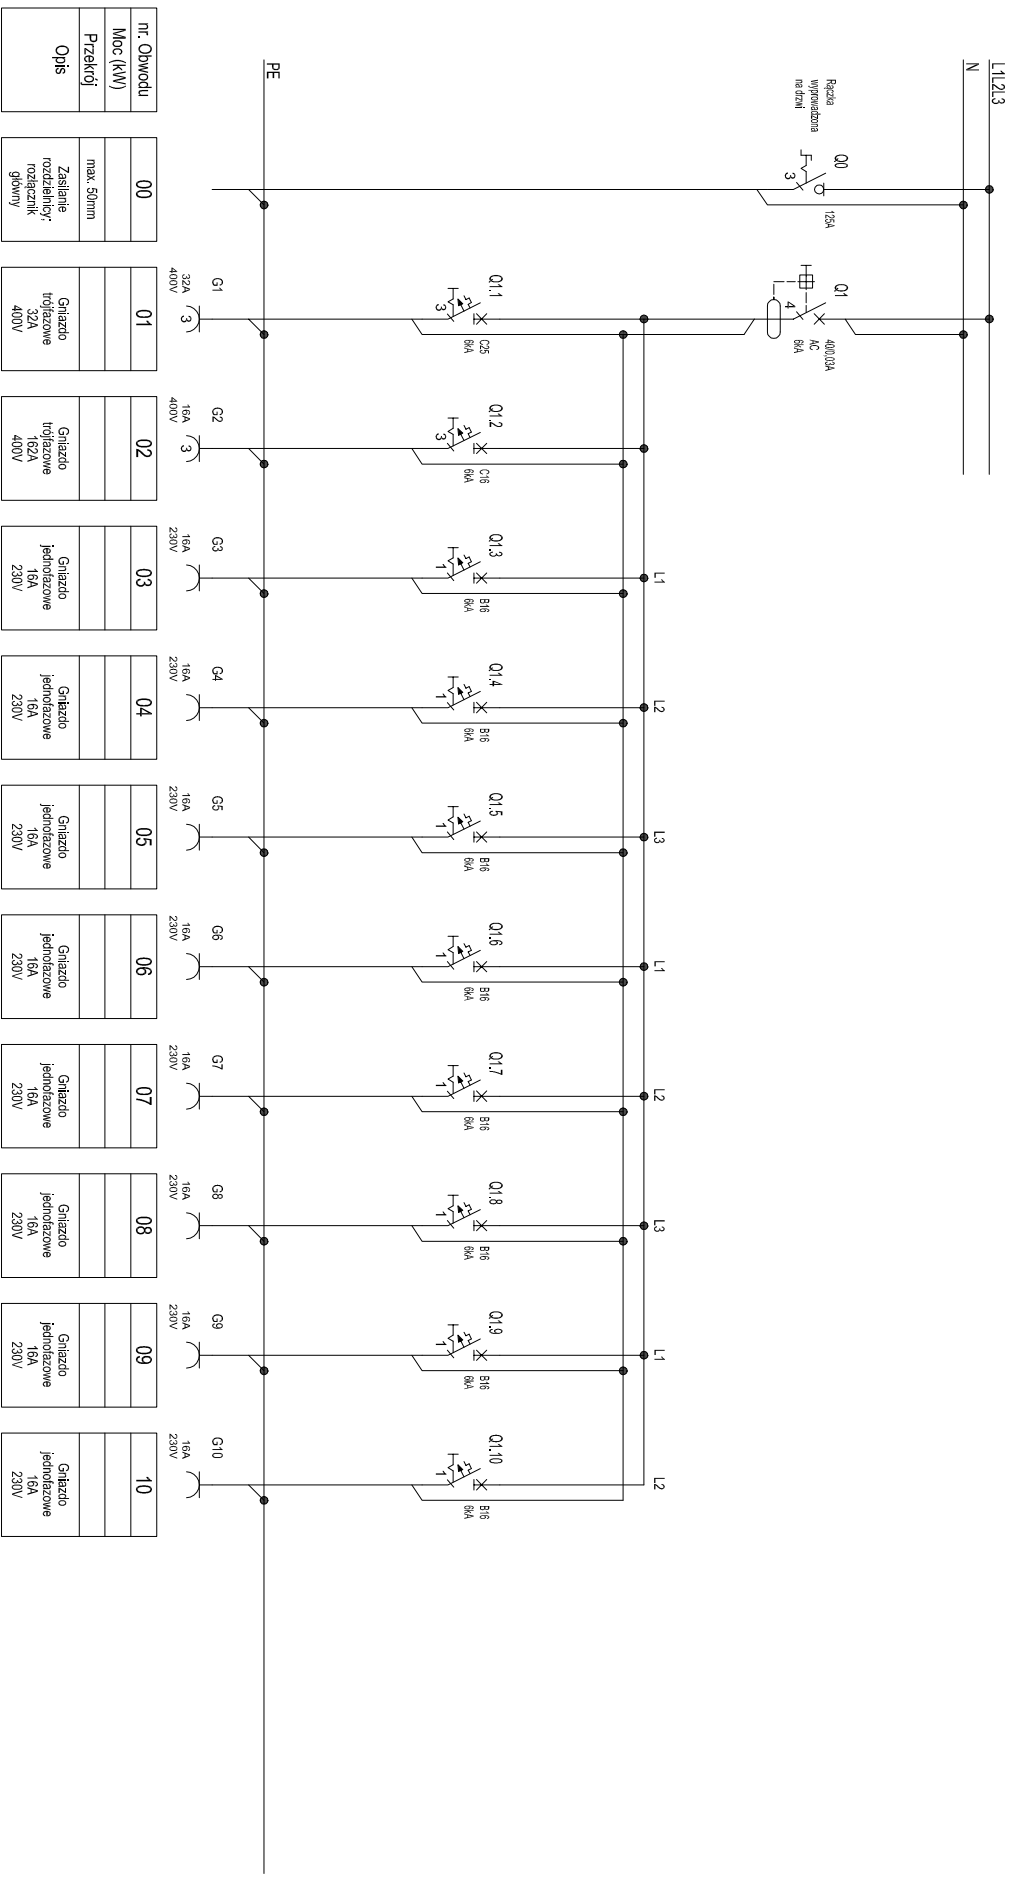 L1L2L3
N
Rączka
wyprowadzona
na drzwi
Q0
3
125A
Q1
4
40/0,03A
AC
6kA
L1
L2
L3
L1
L2
L3
L1
L2
Q1.1
3
C25
6kA
Q1.2
3
C16
6kA
Q1.3
1
B16
6kA
Q1.4
1
B16
6kA
Q1.5
1
B16
6kA
Q1.6
1
B16
6kA
Q1.7
1
B16
6kA
Q1.8
1
B16
6kA
Q1.9
1
B16
6kA
Q1.10
1
B16
6kA
PE
G1
32A
400V
3
G2
16A
400V
3
G3
16A
230V
G4
16A
230V
G5
16A
230V
G6
16A
230V
G7
16A
230V
G8
16A
230V
G9
16A
230V
G10
16A
230V
nr. Obwodu
Moc (kW)
Przekrój
Opis
00
max. 50mm
Zasilanie
rozdzielnicy;
rozłącznik
główny
01
Gniazdo
trójfazowe
32A
400V
02
Gniazdo
trójfazowe
162A
400V
03
Gniazdo
jednofazowe
16A
230V
04
Gniazdo
jednofazowe
16A
230V
05
Gniazdo
jednofazowe
16A
230V
06
Gniazdo
jednofazowe
16A
230V
07
Gniazdo
jednofazowe
16A
230V
08
Gniazdo
jednofazowe
16A
230V
09
Gniazdo
jednofazowe
16A
230V
10
Gniazdo
jednofazowe
16A
230V